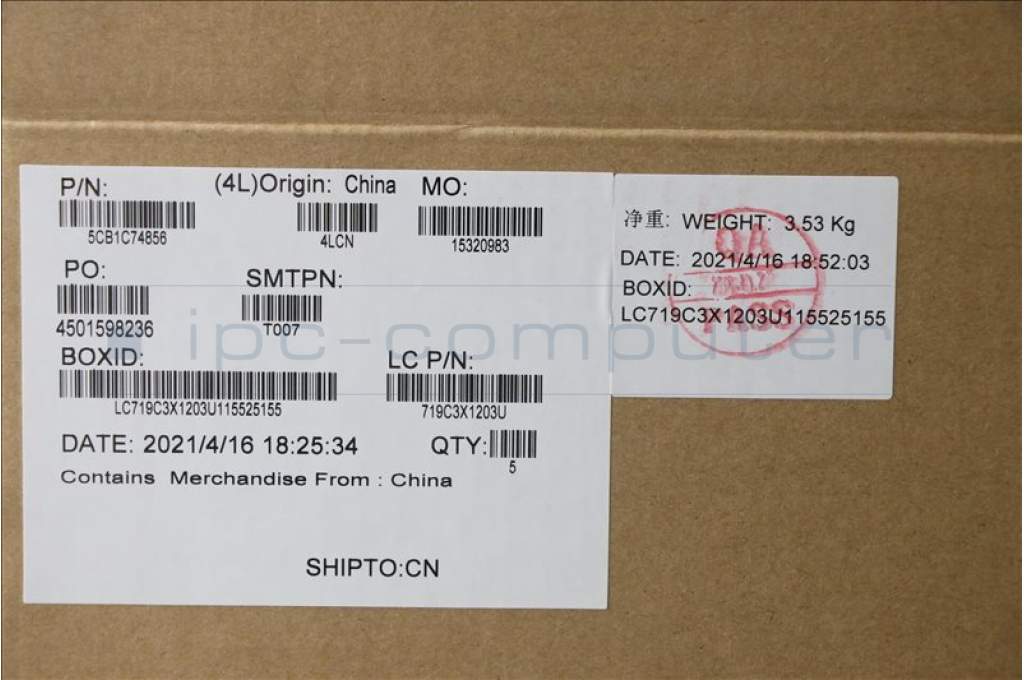 P/N:
5CB1C74856
(4L)Origin: China
4LCN
MO:
15320983
PO:
4501598236
SMTPN:
T007
BOXID:
LC719C3X1203U115525155
LC P/N:
719C3X1203U
DATE: 2021/4/16 18:25:34
QTY:
5
Contains Merchandise From : China
SHIPTO:CN
净重: WEIGHT: 3.53 Kg
DATE: 2021/4/16 18:52:03
BOXID:
LC719C3X1203U115525155
QA
PASS
ipc-computer